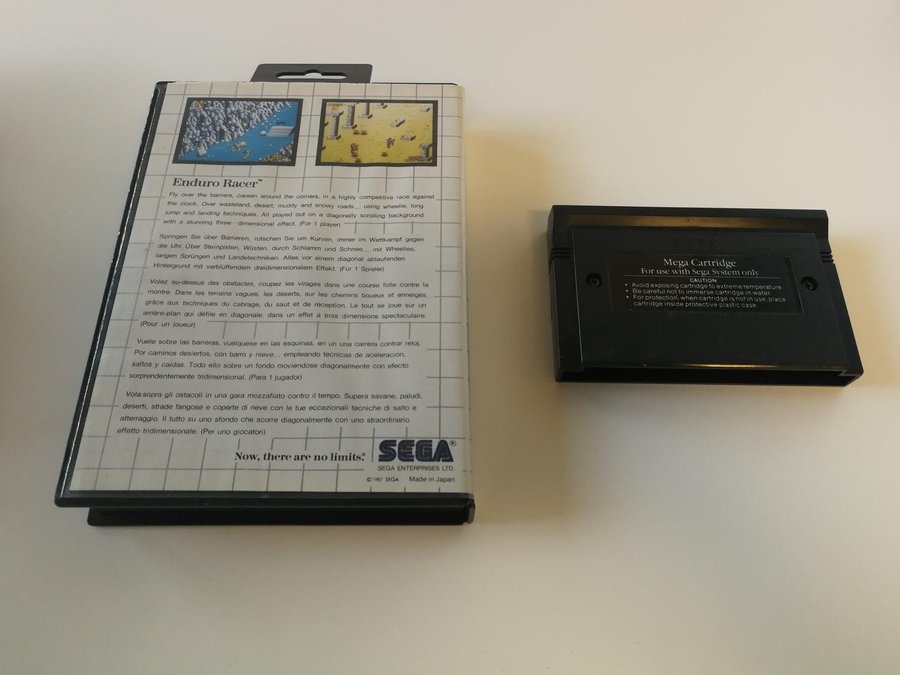 Enduro Racer™
Fly over the barriers, careen around the corners, in a highly competitive race against
the clock. Over wasteland, desert, muddy and snowy roads... using wheelie, long
jump and landing techniques. All played out on a diagonally scrolling background
with a stunning three-dimensional effect. (For 1 player)
Springen Sie über Barrieren, rutschen Sie um Kurven, immer im Wettkampf gegen
die Uhr. Über Steinpisten, Wüsten, durch Schlamm und Schnee... mit Wheelies,
langen Sprüngen und Landetechniken. Alles vor einem diagonal ablaufenden
Hintergrund mit verblüffendem dreidimensionalem Effekt. (Für 1 Spieler)
Volez au-dessus des obstacles, coupez les virages dans une course folle contre la
montre. Dans les terrains vagues, les déserts, sur les chemins boueux et enneigés
grâce aux techniques du cabrage, du saut et de réception. Le tout se joue sur un
arrière-plan qui défile en diagonale, dans un effet à trois dimensions spectaculaire.
(Pour un joueur)
Vuele sobre las barreras, vuélquese en las esquinas, en un una carrera contrar reloj.
Por caminos desiertos, con barro y nieve... empleando técnicas de aceleración,
saltos y caidas. Todo ello sobre un fondo moviéndose diagonalmente con efecto
sorprendentemente tridimensional. (Para 1 jugador)
Vola sopra gli ostacoli in una gara mozzafiato contro il tempo. Supera savane, paludi,
deserti, strade fangose e coperte di neve con le tue eccezionali tecniche di salto e
atterraggio. Il tutto su uno sfondo che scorre diagonalmente con uno straordinario
effetto tridimensionale. (Per uno giocatori)
Now, there are no limits!
SEGA®
SEGA ENTERPRISES LTD.
© 1987 SEGA Made in Japan
Mega Cartridge
For use with Sega System only
CAUTION
• Avoid exposing cartridge to extreme temperature.
• Be careful not to immerse cartridge in water.
• For protection, when cartridge is not in use, place
cartridge inside protective plastic case.